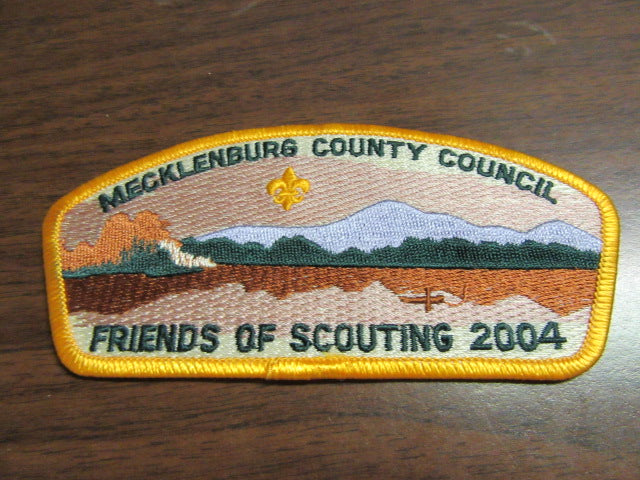 MECKLENBURG COUNTY COUNCIL
FRIENDS OF SCOUTING 2004